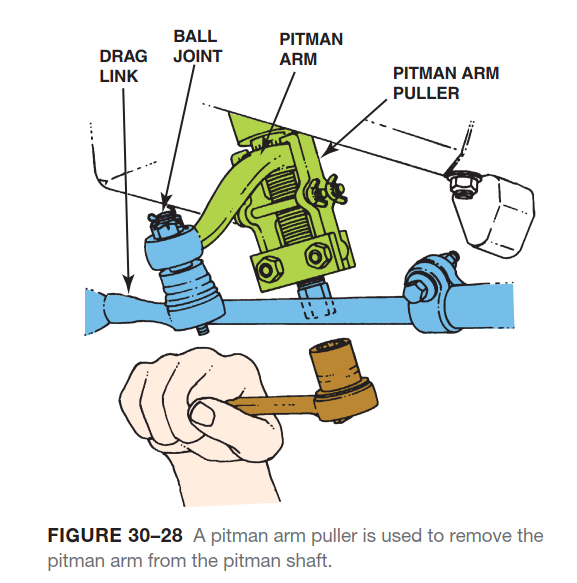 BALL
JOINT
DRAG
LINK
PITMAN
ARM
PITMAN ARM
PULLER
FIGURE 30–28 A pitman arm puller is used to remove the
pitman arm from the pitman shaft.